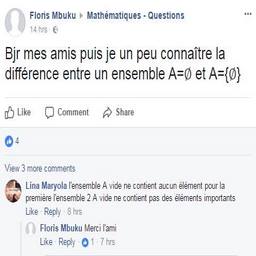 Floris Mbuku ▸ Mathématiques - Questions
14 hrs ·
Bjr mes amis puis je un peu connaître la
différence entre un ensemble A=∅ et A={∅}
Like Comment Share
4
View 3 more comments
Lina Maryola l'ensemble A vide ne contient aucun élément pour la
première l'ensemble 2 A vide ne contient pas des éléments importants
Like · Reply · 8 hrs
Floris Mbuku Merci l'ami
Like · Reply · 1 · 7 hrs